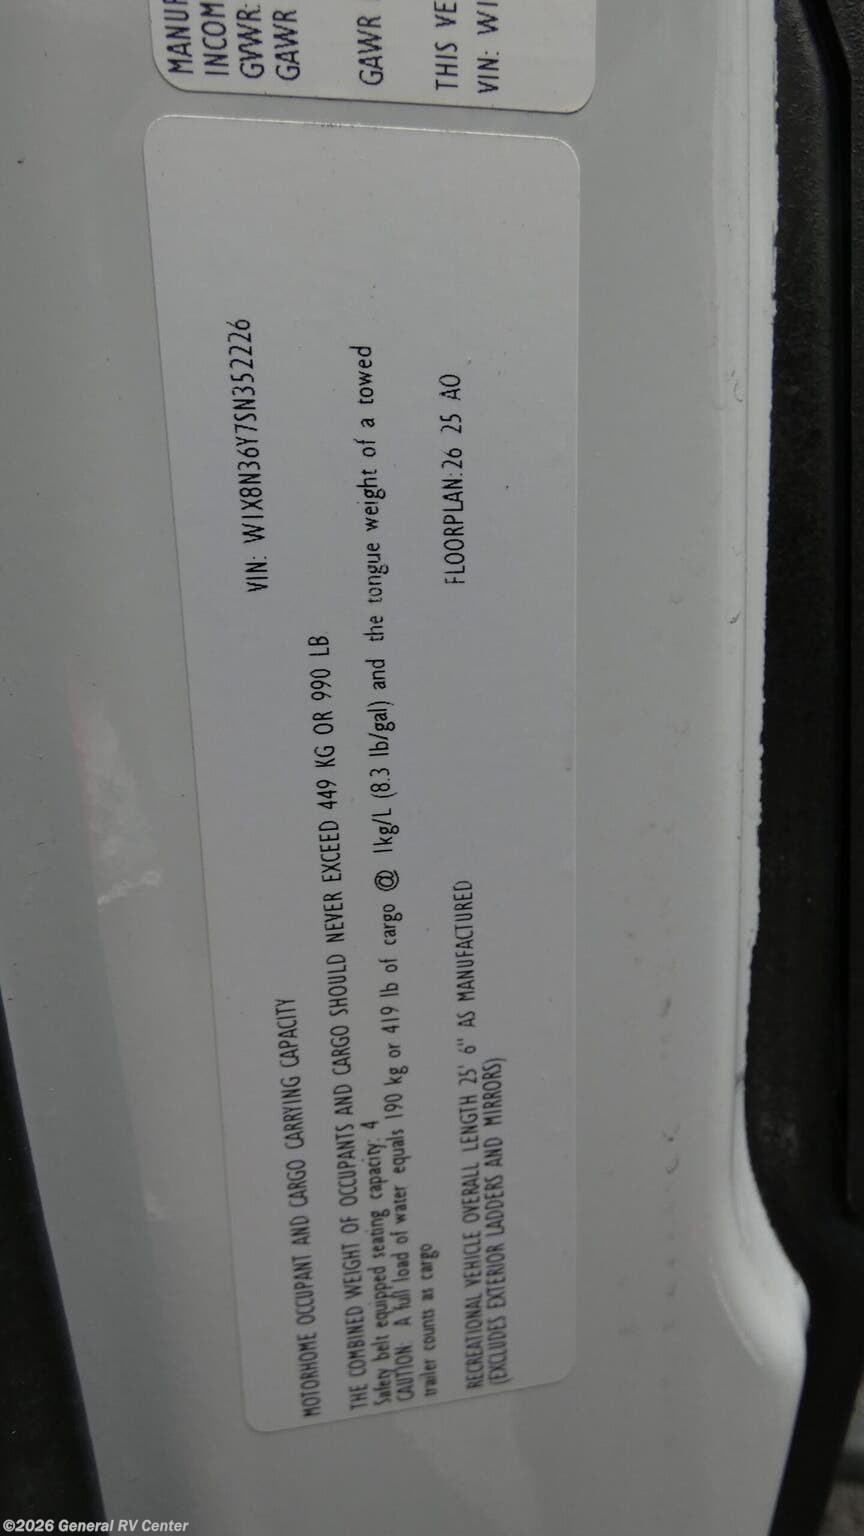 MANUF
INCOM
GVWR:
GAWR
GAWR
THIS VE
VIN: W1
VIN: W1X8N36Y7SN352226
MOTORHOME OCCUPANT AND CARGO CARRYING CAPACITY
THE COMBINED WEIGHT OF OCCUPANTS AND CARGO SHOULD NEVER EXCEED 449 KG OR 990 LB
Safety belt equipped seating capacity: 4
CAUTION: A full load of water equals 190 kg or 419 lb of cargo @ 1kg/L (8.3 lb/gal) and the tongue weight of a towed
trailer counts as cargo
FLOORPLAN:26 25 AO
RECREATIONAL VEHICLE OVERALL LENGTH 25' 6" AS MANUFACTURED
(EXCLUDES EXTERIOR LADDERS AND MIRRORS)
©2026 General RV Center